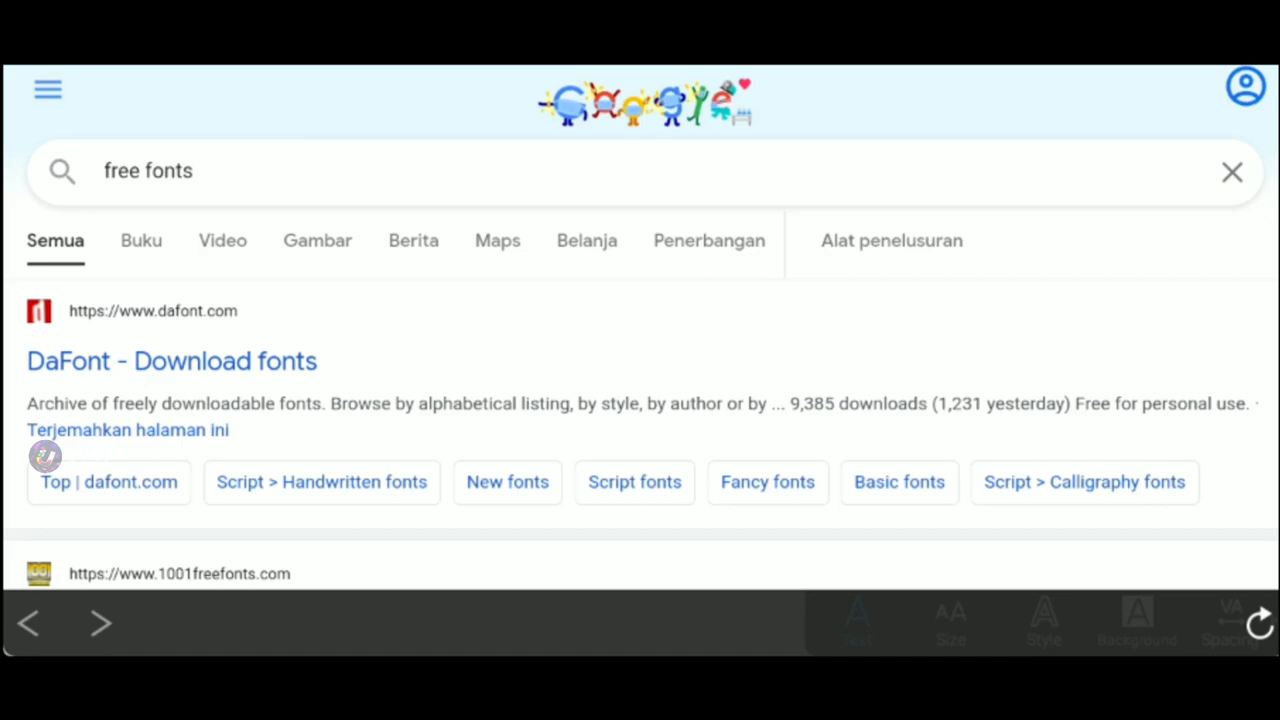 Google
free fonts
Semua Buku Video Gambar Berita Maps Belanja Penerbangan Alat penelusuran
https://www.dafont.com
DaFont - Download fonts
Archive of freely downloadable fonts. Browse by alphabetical listing, by style, by author or by ... 9,385 downloads (1,231 yesterday) Free for personal use. ·
Terjemahkan halaman ini
Top | dafont.com Script > Handwritten fonts New fonts Script fonts Fancy fonts Basic fonts Script > Calligraphy fonts
https://www.1001freefonts.com
Text Size Style Background Spacing